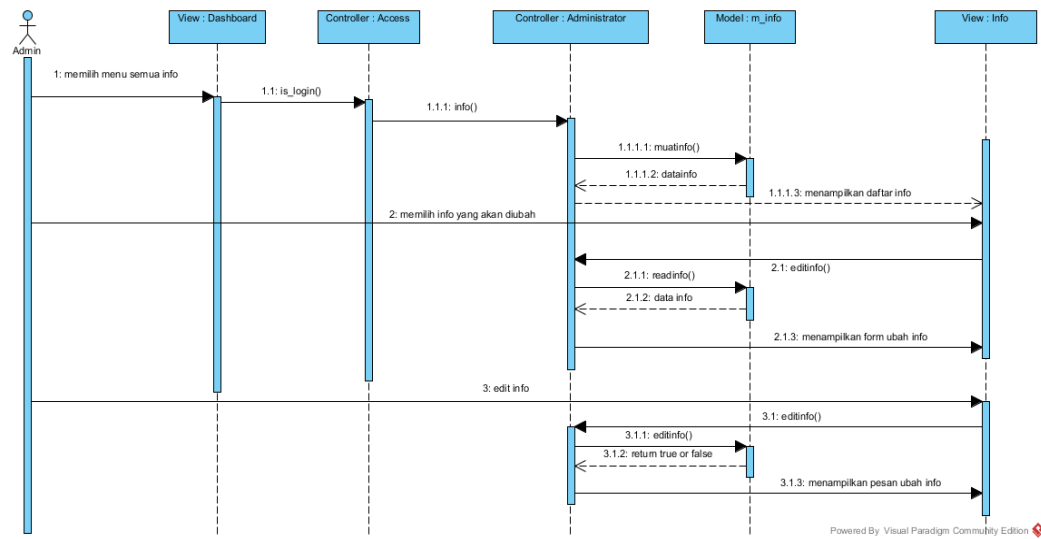 View : Dashboard
Controller : Access
Controller : Administrator
Model : m_info
View : Info
Admin
1: memilih menu semua info
1.1: is_login()
1.1.1: info()
1.1.1.1: muatinfo()
1.1.1.2: datainfo
1.1.1.3: menampilkan daftar info
2: memilih info yang akan diubah
2.1: editinfo()
2.1.1: readinfo()
2.1.2: data info
2.1.3: menampilkan form ubah info
3: edit info
3.1: editinfo()
3.1.1: editinfo()
3.1.2: return true or false
3.1.3: menampilkan pesan ubah info
Powered By Visual Paradigm Community Edition